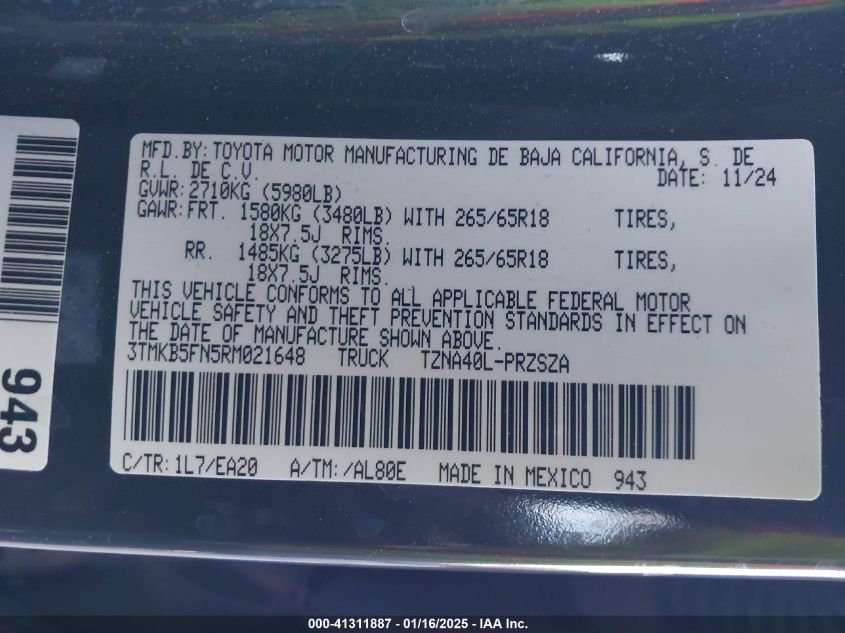 MFD.BY: TOYOTA MOTOR MANUFACTURING DE BAJA CALIFORNIA, S. DE
R.L. DE C.V. DATE: 11/24
GVWR: 2710KG (5980LB)
GAWR: FRT. 1580KG (3480LB) WITH 265/65R18 TIRES,
18X7.5J RIMS.
RR. 1485KG (3275LB) WITH 265/65R18 TIRES,
18X7.5J RIMS.
THIS VEHICLE CONFORMS TO ALL APPLICABLE FEDERAL MOTOR
VEHICLE SAFETY AND THEFT PREVENTION STANDARDS IN EFFECT ON
THE DATE OF MANUFACTURE SHOWN ABOVE.
3TMKB5FN5RM021648 TRUCK TZNA40L-PRZSZA
C/TR: 1L7/EA20 A/TM: /AL80E MADE IN MEXICO 943
943
000-41311887 - 01/16/2025 - IAA Inc.